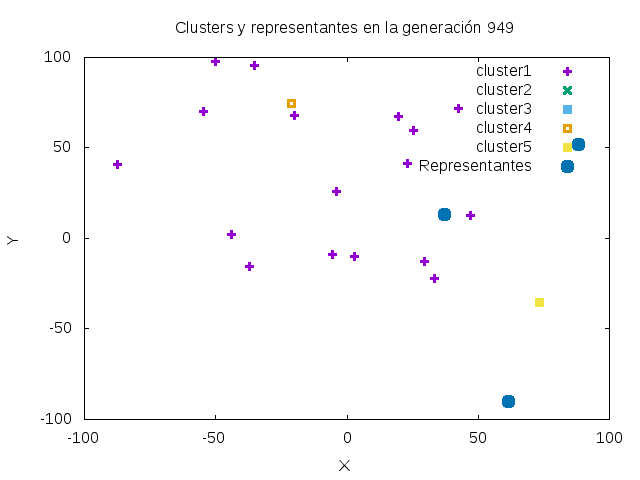 Clusters y representantes en la generación 949
100
50
0
-50
-100
-100
-50
0
50
100
Y
X
cluster1
cluster2
cluster3
cluster4
cluster5
Representantes